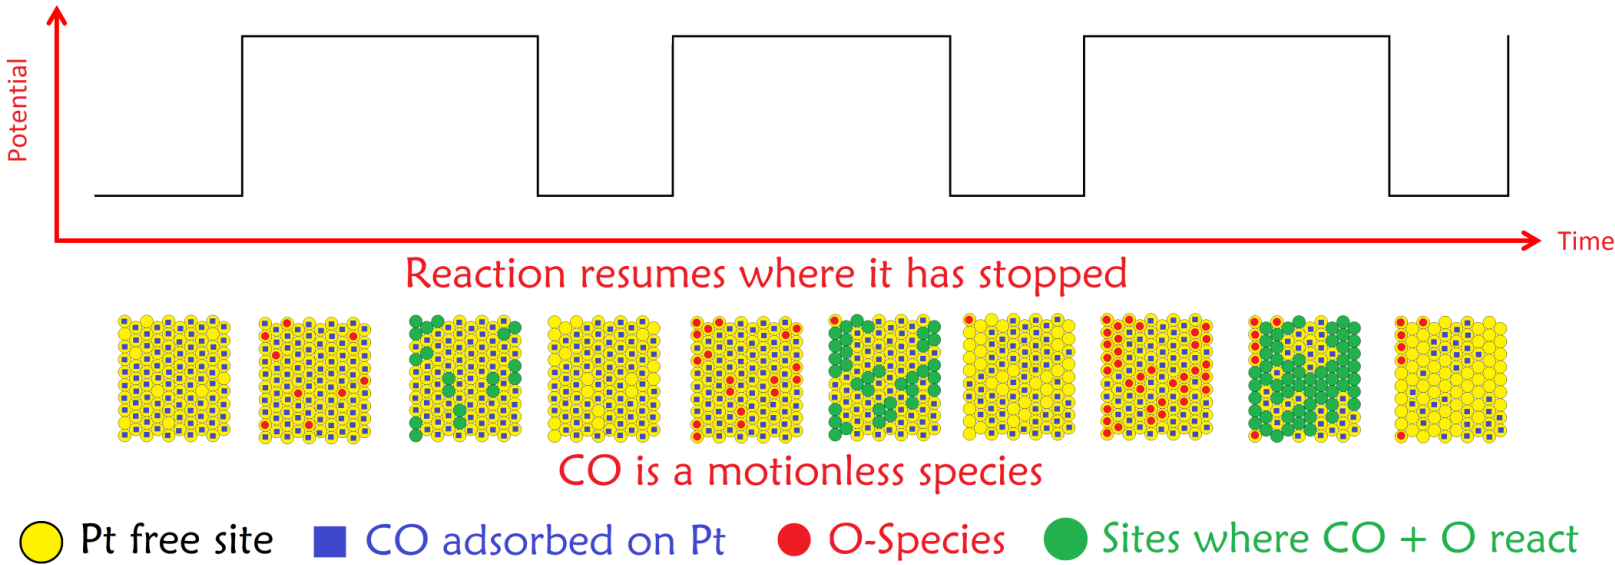 Potential
Time
Reaction resumes where it has stopped
CO is a motionless species
Pt free site
CO adsorbed on Pt
O-Species
Sites where CO + O react